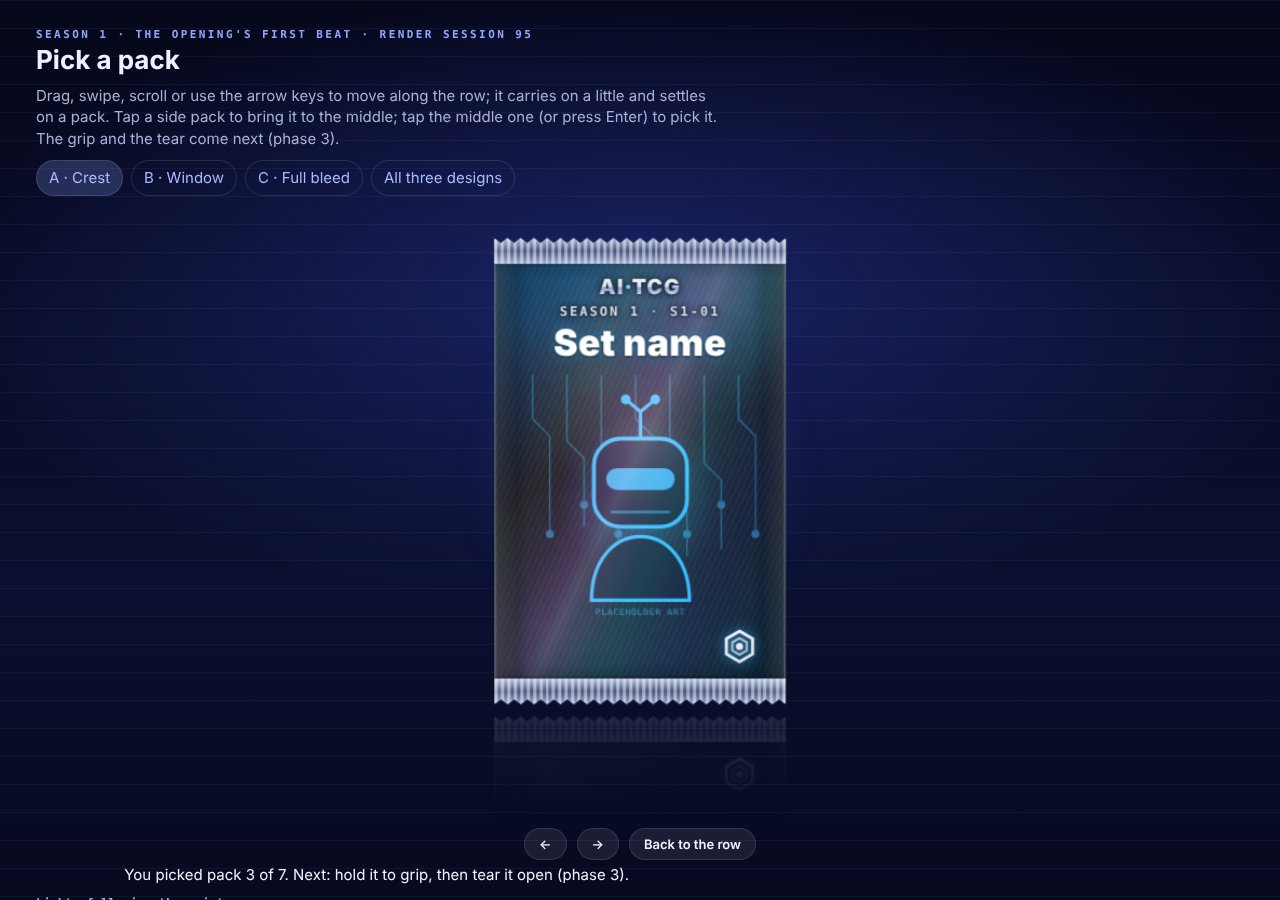 SEASON 1 · THE OPENING'S FIRST BEAT · RENDER SESSION 95
Pick a pack
Drag, swipe, scroll or use the arrow keys to move along the row; it carries on a little and settles
on a pack. Tap a side pack to bring it to the middle; tap the middle one (or press Enter) to pick it.
The grip and the tear come next (phase 3).
A · Crest
B · Window
C · Full bleed
All three designs
AI·TCG
SEASON 1 · S1-01
Set name
PLACEHOLDER ART
← → Back to the row
You picked pack 3 of 7. Next: hold it to grip, then tear it open (phase 3).